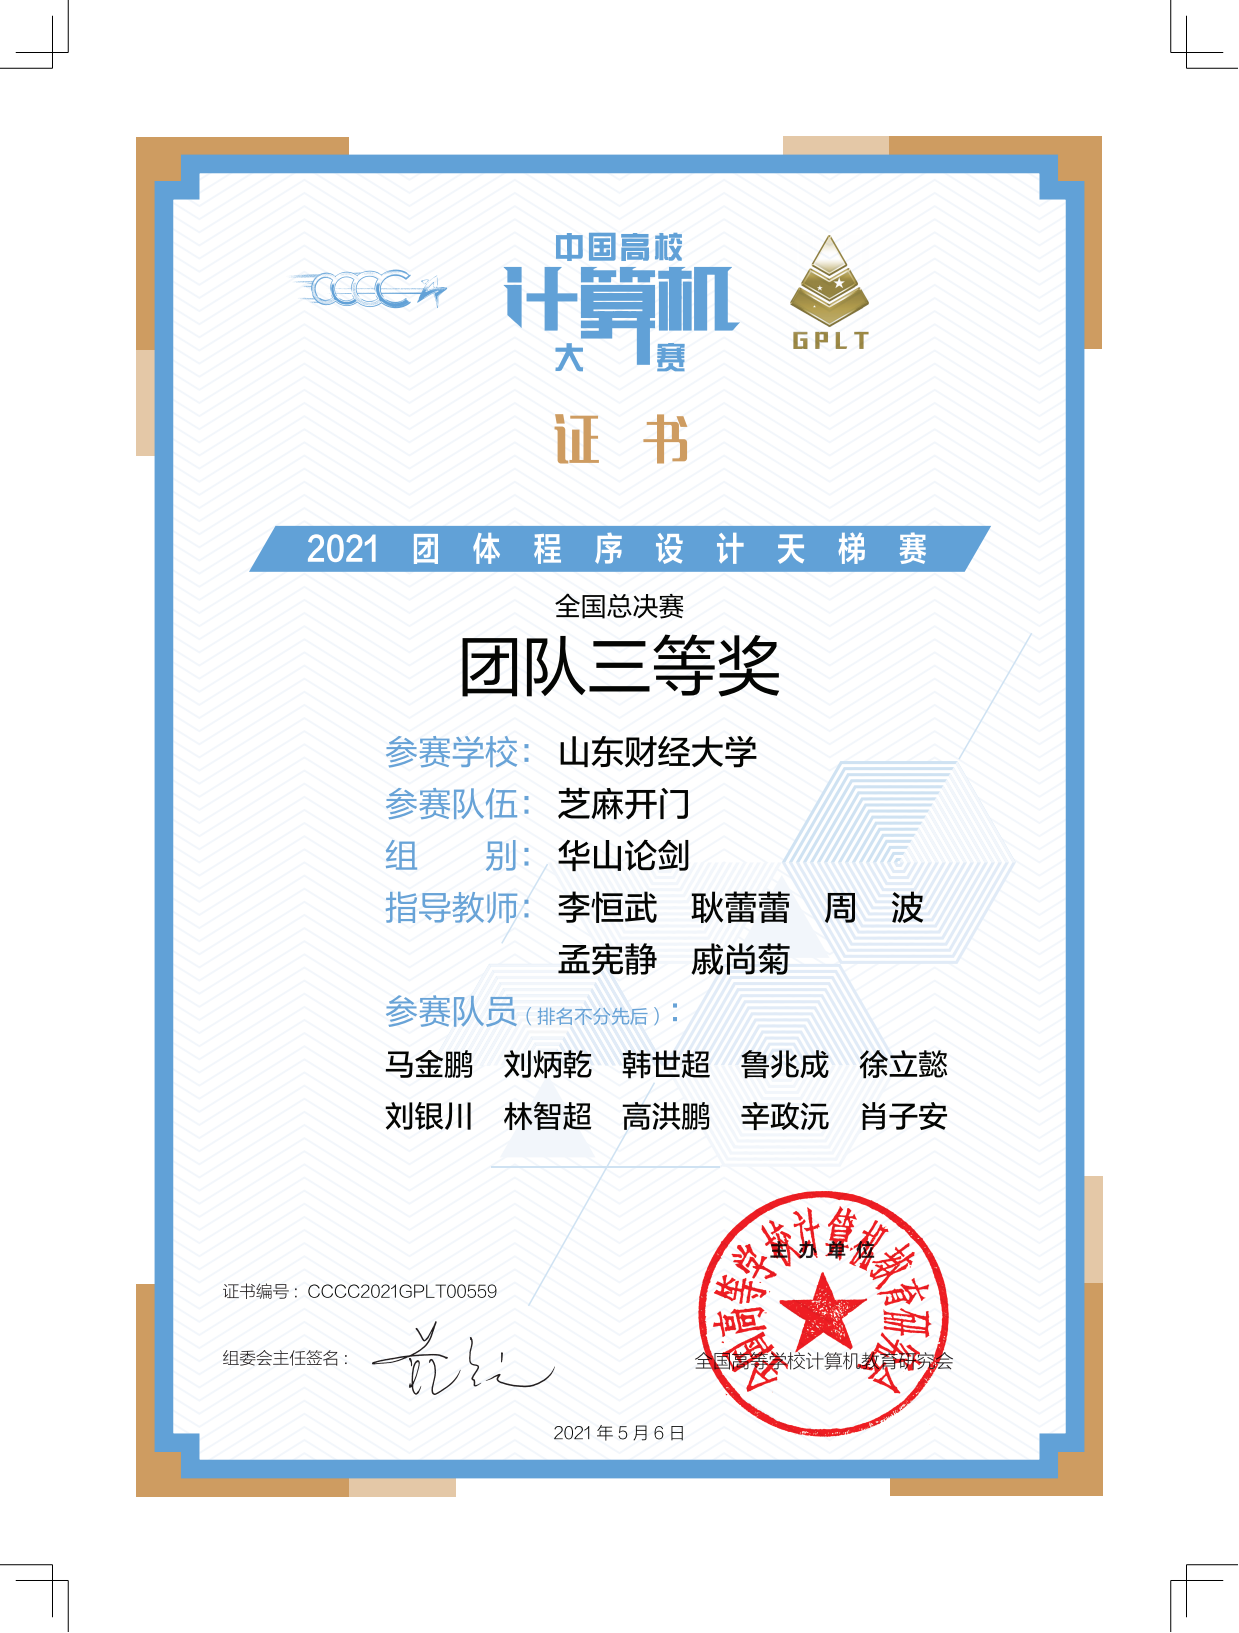 CCCC
中国高校
计算机
大赛
GPLT
证书
2021 团体程序设计天梯赛
全国总决赛
团队三等奖
参赛学校： 山东财经大学
参赛队伍： 芝麻开门
组 别： 华山论剑
指导教师： 李恒武 耿蕾蕾 周 波
孟宪静 戚尚菊
参赛队员（排名不分先后）：
马金鹏 刘炳乾 韩世超 鲁兆成 徐立懿
刘银川 林智超 高洪鹏 辛政沅 肖子安
主办单位
全国高等学校计算机教育研究会
证书编号：CCCC2021GPLT00559
组委会主任签名：
全国高等学校计算机教育研究会
2021 年 5 月 6 日